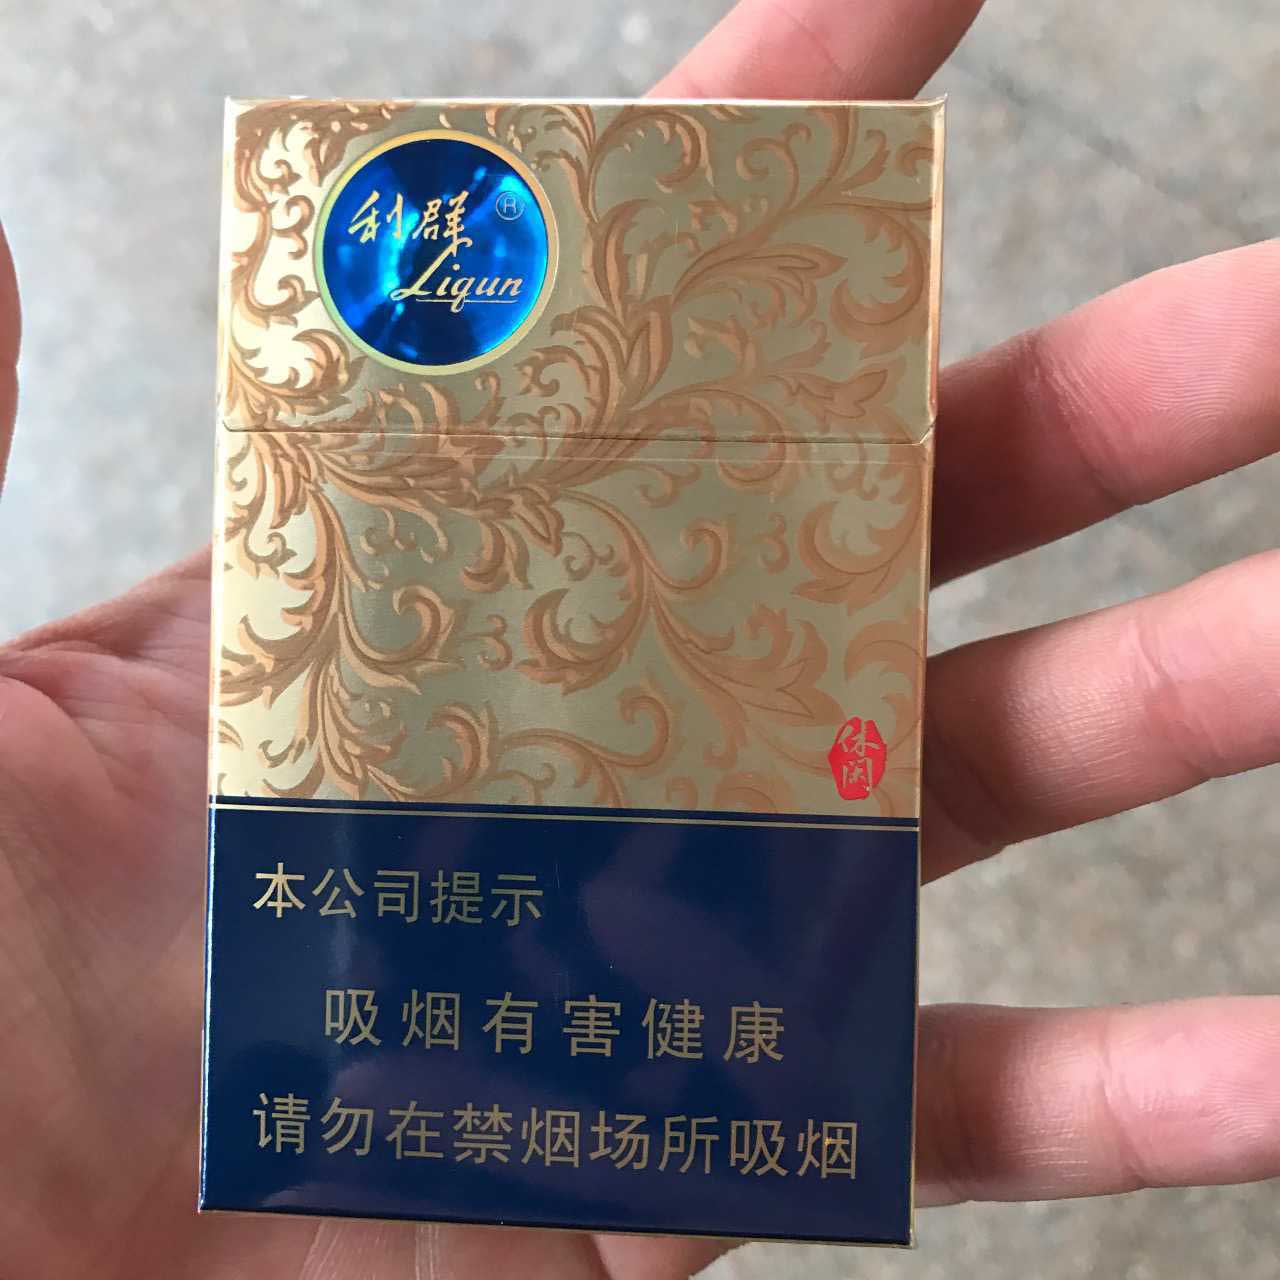 利群 ®
Liqun
休闲
本公司提示
吸烟有害健康
请勿在禁烟场所吸烟